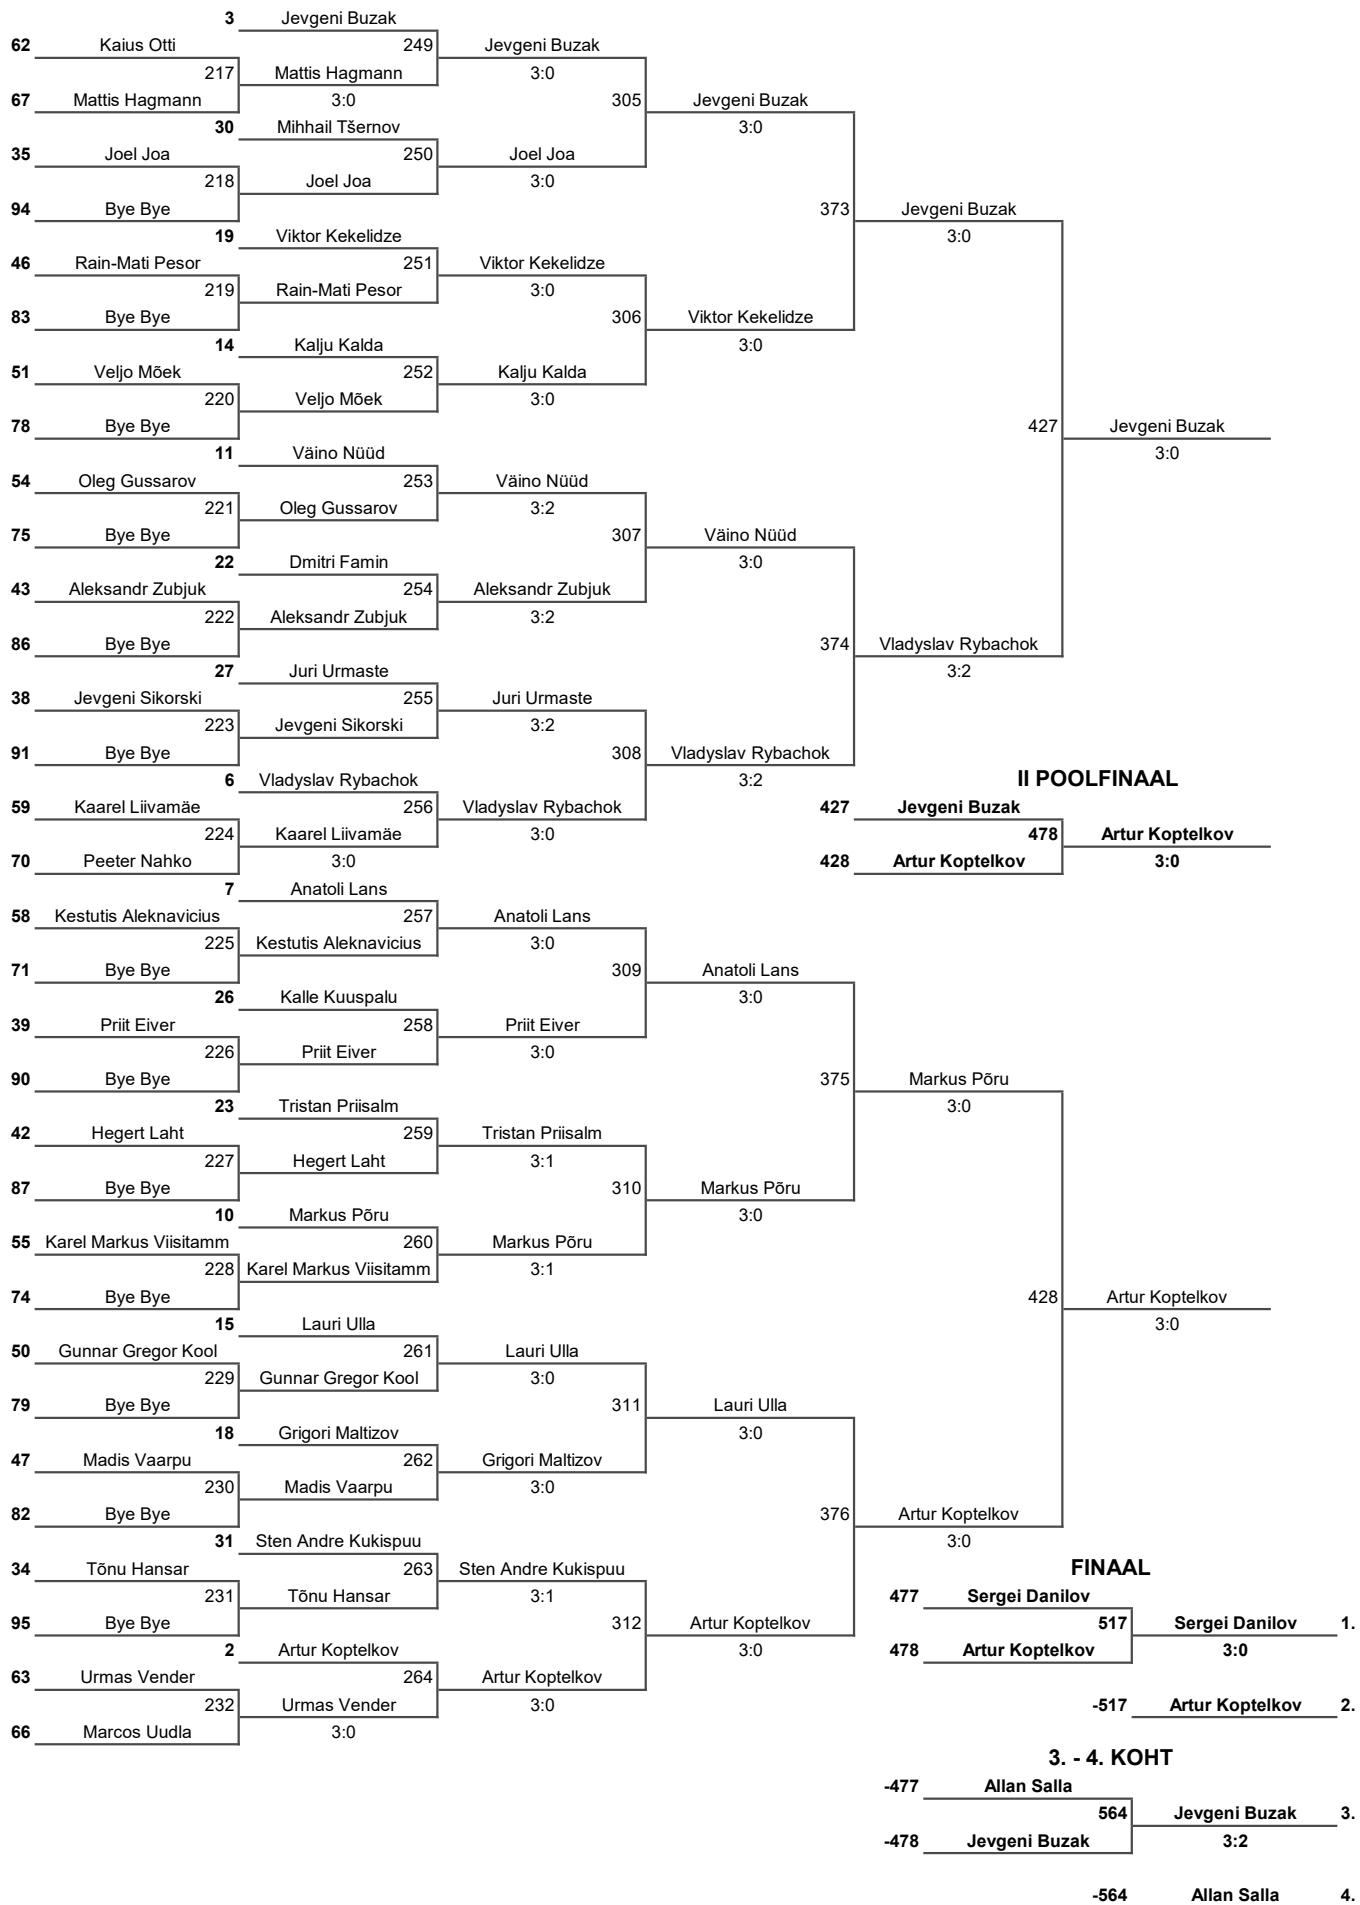 3 Jevgeni Buzak
62 Kaius Otti 249 Jevgeni Buzak
217 Mattis Hagmann 3:0
67 Mattis Hagmann 3:0 305 Jevgeni Buzak
30 Mihhail Tšernov 3:0
35 Joel Joa 250 Joel Joa
218 Joel Joa 3:0
94 Bye Bye 373 Jevgeni Buzak
19 Viktor Kekelidze 3:0
46 Rain-Mati Pesor 251 Viktor Kekelidze
219 Rain-Mati Pesor 3:0
83 Bye Bye 306 Viktor Kekelidze
14 Kalju Kalda 3:0
51 Veljo Mõek 252 Kalju Kalda
220 Veljo Mõek 3:0
78 Bye Bye 427 Jevgeni Buzak
11 Väino Nüüd 3:0
54 Oleg Gussarov 253 Väino Nüüd
221 Oleg Gussarov 3:2
75 Bye Bye 307 Väino Nüüd
22 Dmitri Famin 3:0
43 Aleksandr Zubjuk 254 Aleksandr Zubjuk
222 Aleksandr Zubjuk 3:2
86 Bye Bye 374 Vladyslav Rybachok
27 Juri Urmaste 3:2
38 Jevgeni Sikorski 255 Juri Urmaste
223 Jevgeni Sikorski 3:2
91 Bye Bye 308 Vladyslav Rybachok
6 Vladyslav Rybachok 3:2 II POOLFINAAL
59 Kaarel Liivamäe 256 Vladyslav Rybachok 427 Jevgeni Buzak
224 Kaarel Liivamäe 3:0 478 Artur Koptelkov
70 Peeter Nahko 3:0 428 Artur Koptelkov 3:0
7 Anatoli Lans
58 Kestutis Aleknavicius 257 Anatoli Lans
225 Kestutis Aleknavicius 3:0
71 Bye Bye 309 Anatoli Lans
26 Kalle Kuuspalu 3:0
39 Priit Eiver 258 Priit Eiver
226 Priit Eiver 3:0
90 Bye Bye 375 Markus Põru
23 Tristan Priisalm 3:0
42 Hegert Laht 259 Tristan Priisalm
227 Hegert Laht 3:1
87 Bye Bye 310 Markus Põru
10 Markus Põru 3:0
55 Karel Markus Viisitamm 260 Markus Põru
228 Karel Markus Viisitamm 3:1
74 Bye Bye 428 Artur Koptelkov
15 Lauri Ulla 3:0
50 Gunnar Gregor Kool 261 Lauri Ulla
229 Gunnar Gregor Kool 3:0
79 Bye Bye 311 Lauri Ulla
18 Grigori Maltizov 3:0
47 Madis Vaarpu 262 Grigori Maltizov
230 Madis Vaarpu 3:0
82 Bye Bye 376 Artur Koptelkov
31 Sten Andre Kukispuu 3:0
34 Tõnu Hansar 263 Sten Andre Kukispuu FINAAL
231 Tõnu Hansar 3:1 477 Sergei Danilov
95 Bye Bye 312 Artur Koptelkov 517 Sergei Danilov 1.
2 Artur Koptelkov 3:0 478 Artur Koptelkov 3:0
63 Urmas Vender 264 Artur Koptelkov
232 Urmas Vender 3:0 -517 Artur Koptelkov 2.
66 Marcos Uudla 3:0
3. - 4. KOHT
-477 Allan Salla
564 Jevgeni Buzak 3.
-478 Jevgeni Buzak 3:2
-564 Allan Salla 4.